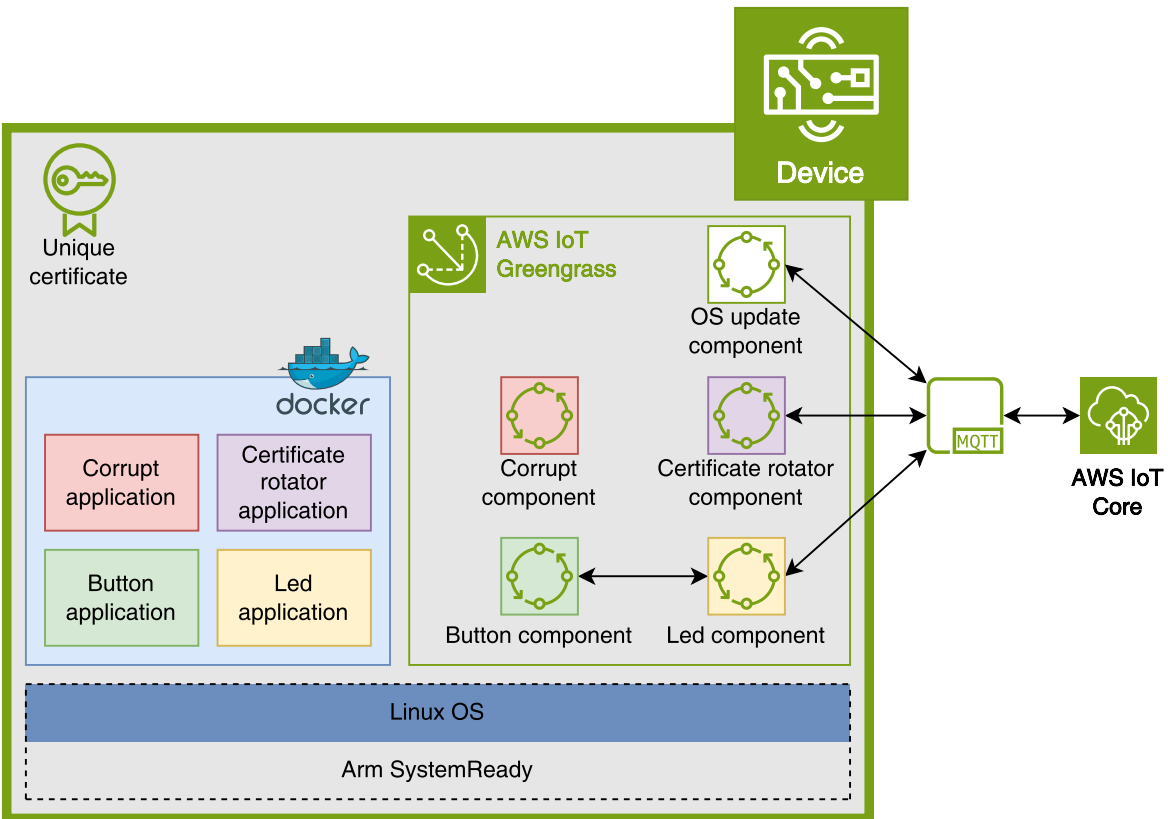 Device
Unique
certificate
AWS IoT
Greengrass
OS update
component
docker
Corrupt
application
Certificate
rotator
application
Button
application
Led
application
Corrupt
component
Certificate rotator
component
Button component
Led component
MQTT
AWS IoT
Core
Linux OS
Arm SystemReady